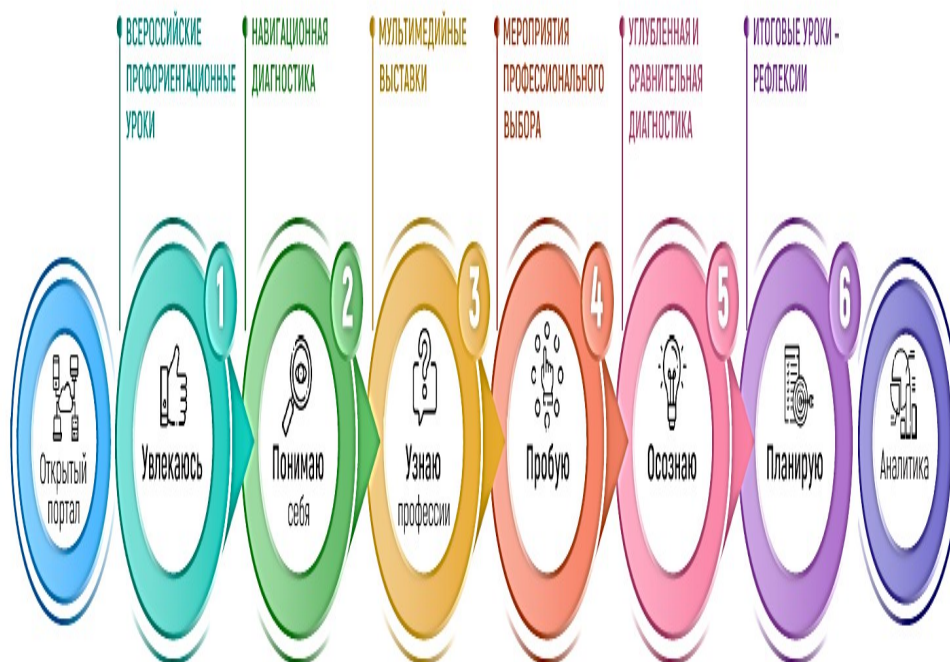 ВСЕРОССИЙСКИЕ
ПРОФОРИЕНТАЦИОННЫЕ
УРОКИ
НАВИГАЦИОННАЯ
ДИАГНОСТИКА
МУЛЬТИМЕДИЙНЫЕ
ВЫСТАВКИ
МЕРОПРИЯТИЯ
ПРОФЕССИОНАЛЬНОГО
ВЫБОРА
УГЛУБЛЕННАЯ И
СРАВНИТЕЛЬНАЯ
ДИАГНОСТИКА
ИТОГОВЫЕ УРОКИ –
РЕФЛЕКСИИ
Открытый
портал
1
Увлекаюсь
2
Понимаю
себя
3
Узнаю
профессии
4
Пробую
5
Осознаю
6
Планирую
Аналитика